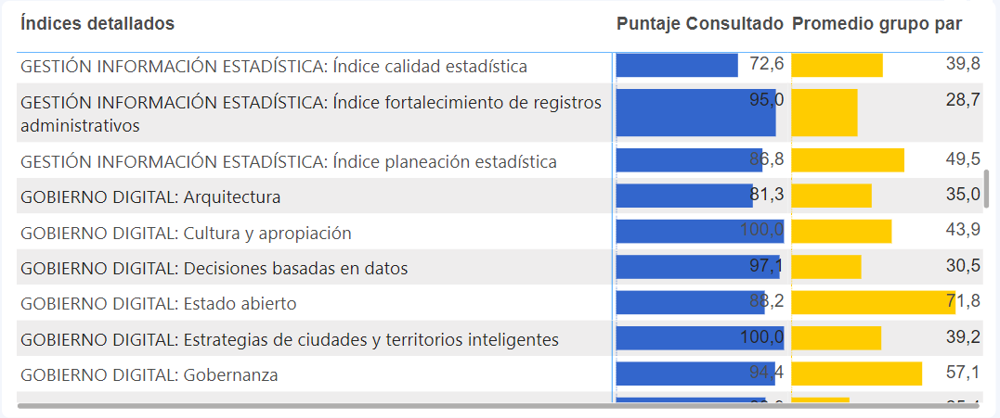 Índices detallados Puntaje Consultado Promedio grupo par
GESTIÓN INFORMACIÓN ESTADÍSTICA: Índice calidad estadística 72,6 39,8
GESTIÓN INFORMACIÓN ESTADÍSTICA: Índice fortalecimiento de registros 95,0 28,7
administrativos
GESTIÓN INFORMACIÓN ESTADÍSTICA: Índice planeación estadística 86,8 49,5
GOBIERNO DIGITAL: Arquitectura 81,3 35,0
GOBIERNO DIGITAL: Cultura y apropiación 100,0 43,9
GOBIERNO DIGITAL: Decisiones basadas en datos 97,1 30,5
GOBIERNO DIGITAL: Estado abierto 88,2 71,8
GOBIERNO DIGITAL: Estrategias de ciudades y territorios inteligentes 100,0 39,2
GOBIERNO DIGITAL: Gobernanza 94,4 57,1